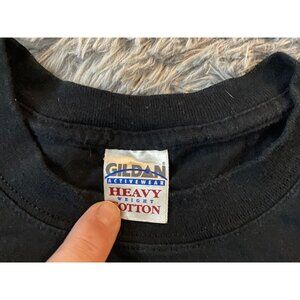 GILDAN
ACTIVEWEAR
HEAVY
WEIGHT
COTTON